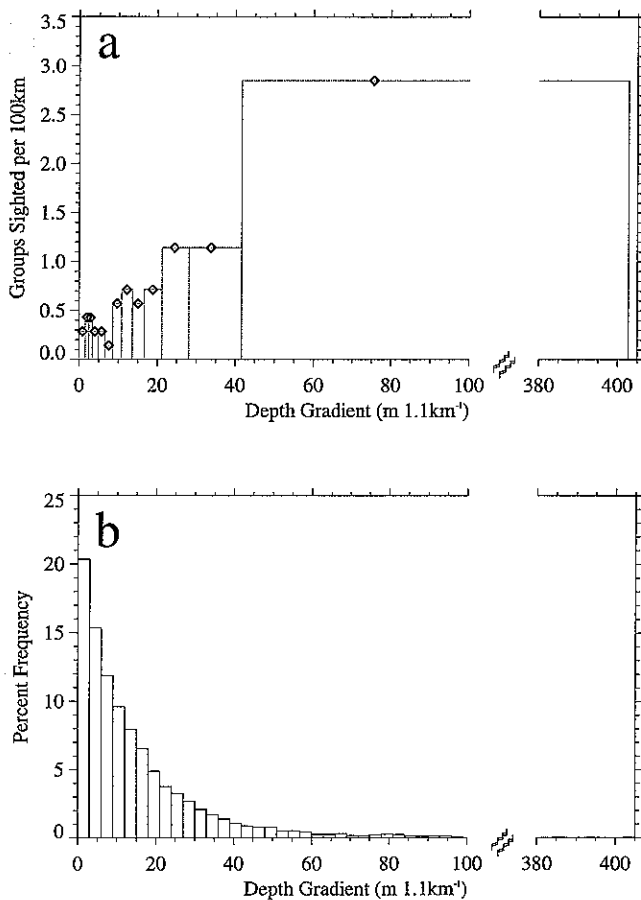 a
Groups Sighted per 100km
3.5
3.0
2.5
2.0
1.5
1.0
0.5
0.0
0 20 40 60 80 100 380 400
Depth Gradient (m 1.1km⁻¹)
b
Percent Frequency
25
20
15
10
5
0
0 20 40 60 80 100 380 400
Depth Gradient (m 1.1km⁻¹)